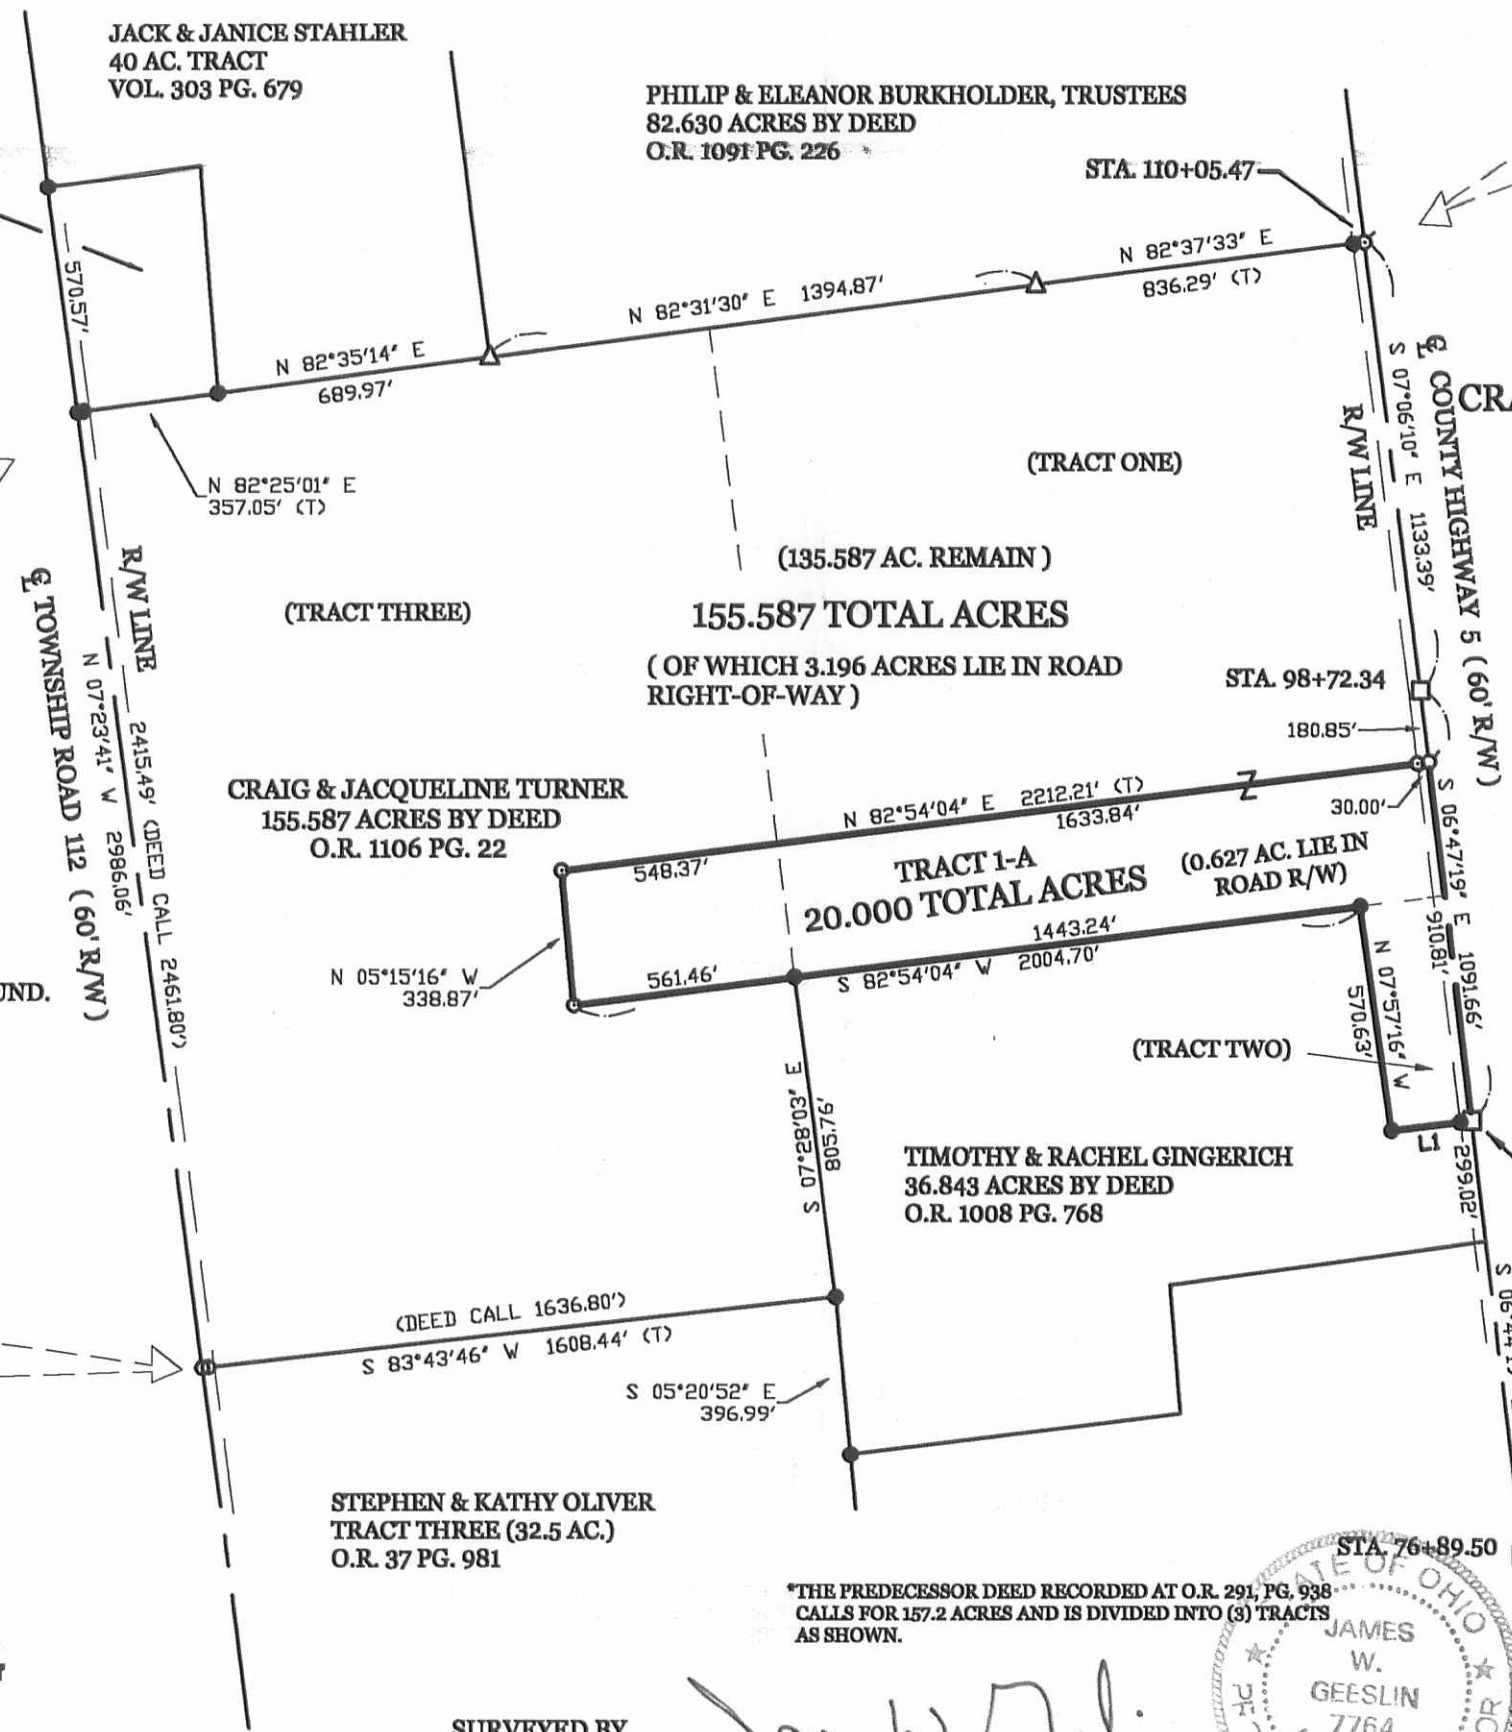 JACK & JANICE STAHLER
40 AC. TRACT
VOL. 303 PG. 679
PHILIP & ELEANOR BURKHOLDER, TRUSTEES
82.630 ACRES BY DEED
O.R. 1091 PG. 226
STA. 110+05.47
N 82°37'33" E
836.29' (T)
N 82°31'30" E 1394.87'
570.57'
N 82°35'14" E
689.97'
N 82°25'01" E
357.05' (T)
S 07°06'10" E 1133.39'
℄ COUNTY HIGHWAY 5 (60' R/W)
R/W LINE
(TRACT ONE)
(135.587 AC. REMAIN)
155.587 TOTAL ACRES
(OF WHICH 3.196 ACRES LIE IN ROAD
RIGHT-OF-WAY)
(TRACT THREE)
R/W LINE
℄ TOWNSHIP ROAD 112 (60' R/W)
N 07°23'41" W 2986.06'
2415.49' (DEED CALL 2461.80')
STA. 98+72.34
180.85'
30.00'
CRAIG & JACQUELINE TURNER
155.587 ACRES BY DEED
O.R. 1106 PG. 22
N 82°54'04" E 2212.21' (T)
1633.84'
548.37'
TRACT 1-A
20.000 TOTAL ACRES
(0.627 AC. LIE IN
ROAD R/W)
S 06°47'19" E 1091.66'
910.81'
N 05°15'16" W
338.87'
561.46'
1443.24'
S 82°54'04" W 2004.70'
UND.
N 07°57'16" W
570.63'
(TRACT TWO)
L1
299.02'
S 07°28'03" E
805.76'
TIMOTHY & RACHEL GINGERICH
36.843 ACRES BY DEED
O.R. 1008 PG. 768
(DEED CALL 1636.80')
S 83°43'46" W 1608.44' (T)
S 05°20'52" E
396.99'
STEPHEN & KATHY OLIVER
TRACT THREE (32.5 AC.)
O.R. 37 PG. 981
STA. 76+89.50
*THE PREDECESSOR DEED RECORDED AT O.R. 291, PG. 938
CALLS FOR 157.2 ACRES AND IS DIVIDED INTO (3) TRACTS
AS SHOWN.
STATE OF OHIO
JAMES
W.
GEESLIN
7764
SURVEYED BY